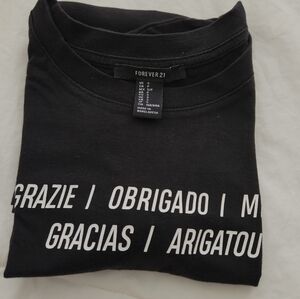 FOREVER 21
GRAZIE / OBRIGADO / M
GRACIAS / ARIGATOU